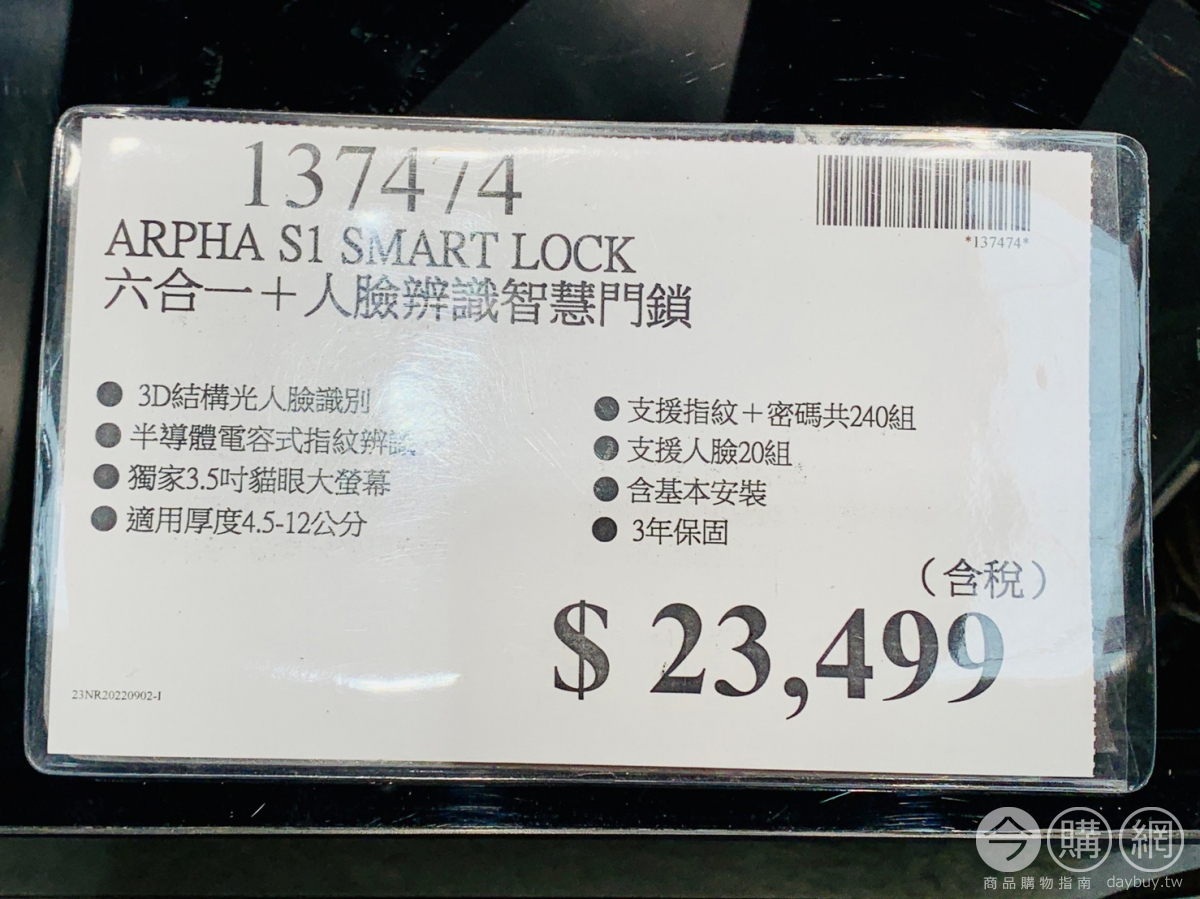 137474
*137474*
ARPHA S1 SMART LOCK
六合一＋人臉辨識智慧門鎖
● 3D結構光人臉識別
● 半導體電容式指紋辨識
● 獨家3.5吋貓眼大螢幕
● 適用厚度4.5-12公分
● 支援指紋＋密碼共240組
● 支援人臉20組
● 含基本安裝
● 3年保固
（含稅）
$ 23,499
23NR20220902-I
今購網
商品購物指南 daybuy.tw